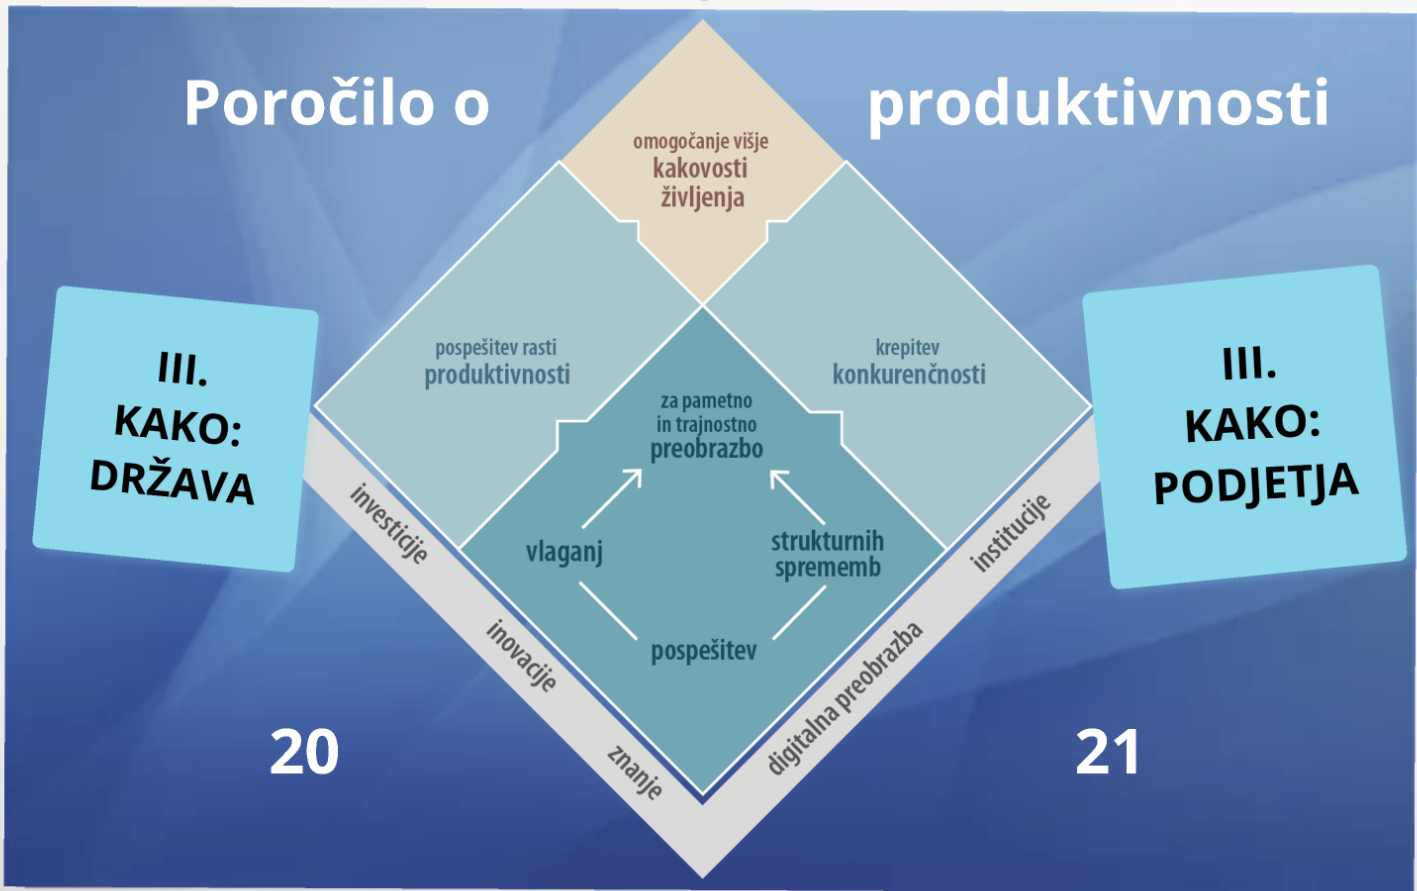 Poročilo o produktivnosti
omogočanje višje
kakovosti
življenja
pospešitev rasti
produktivnosti
krepitev
konkurenčnosti
III.
KAKO:
DRŽAVA
III.
KAKO:
PODJETJA
za pametno
in trajnostno
preobrazbo
vlaganj
strukturnih
sprememb
pospešitev
investicije
inovacije
znanje
institucije
digitalna preobrazba
20 21